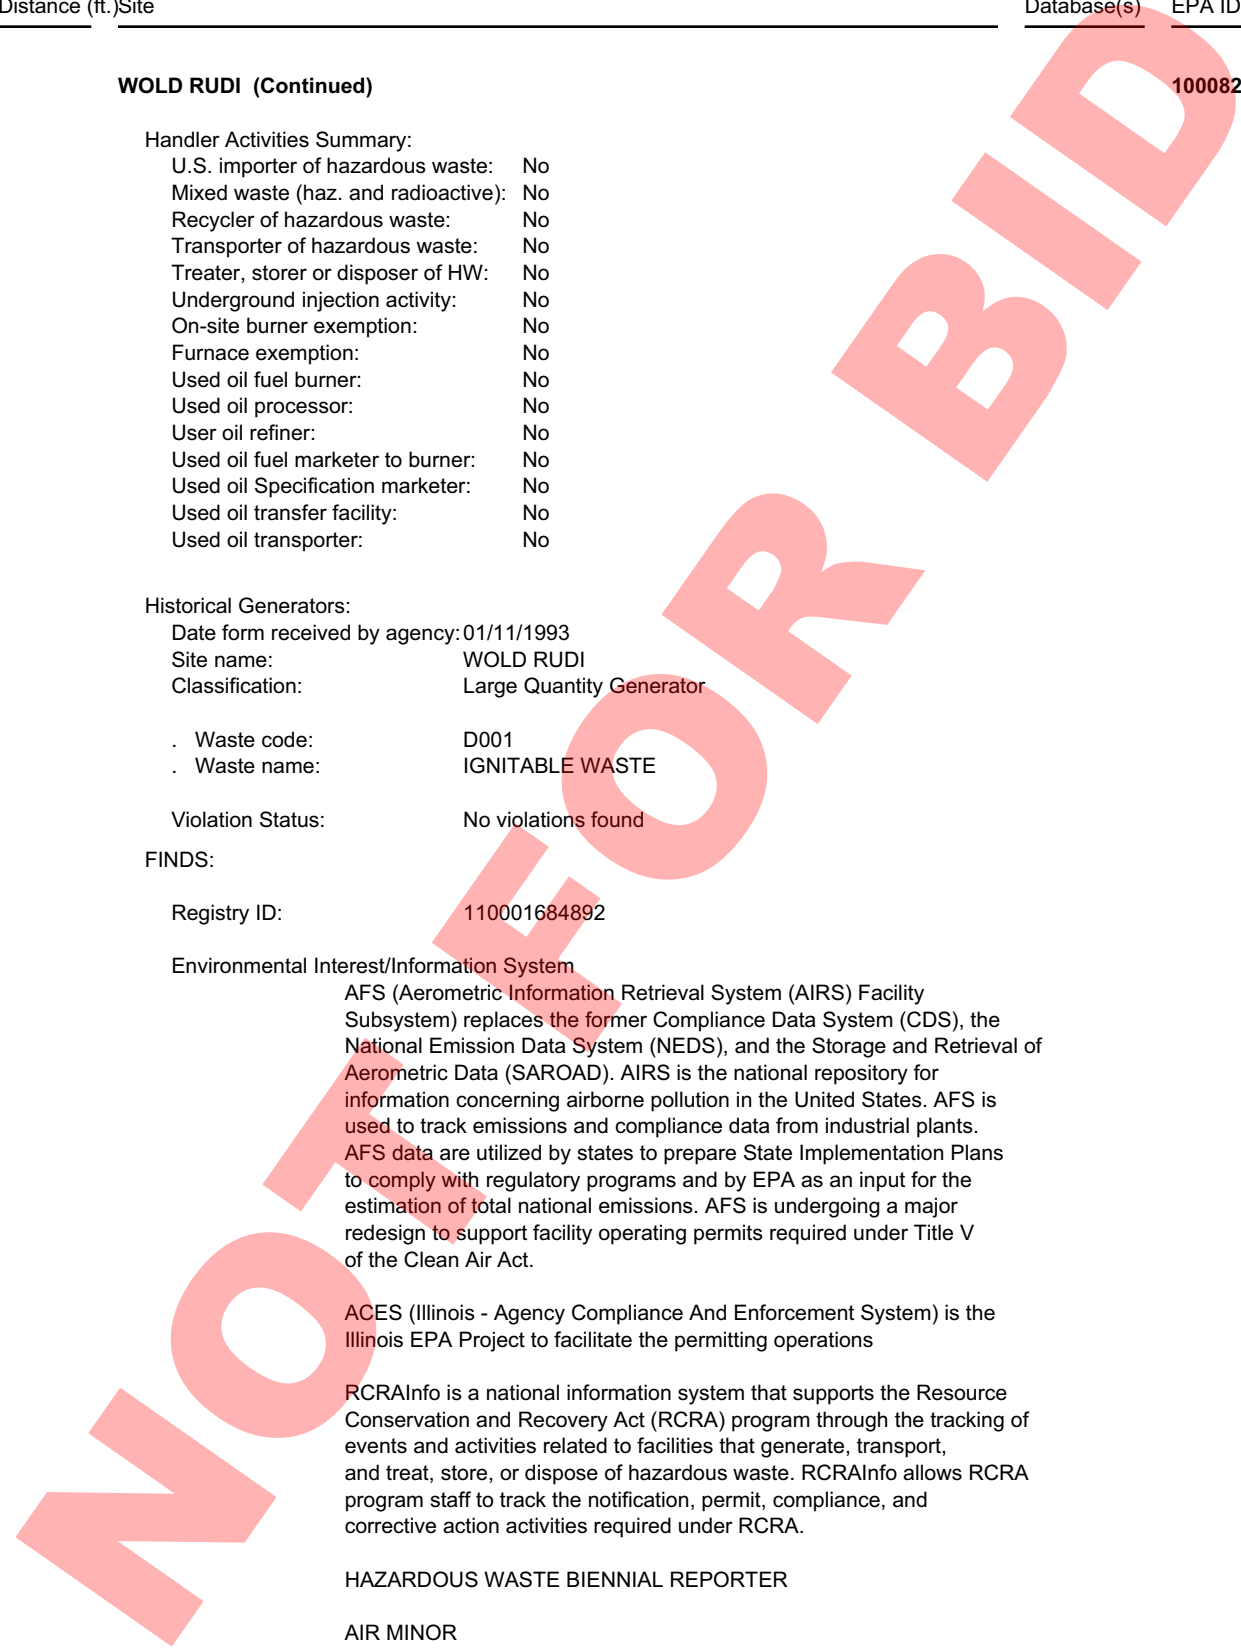 Distance (ft.)Site Database(s) EPA ID
WOLD RUDI (Continued) 100082
Handler Activities Summary:
U.S. importer of hazardous waste: No
Mixed waste (haz. and radioactive): No
Recycler of hazardous waste: No
Transporter of hazardous waste: No
Treater, storer or disposer of HW: No
Underground injection activity: No
On-site burner exemption: No
Furnace exemption: No
Used oil fuel burner: No
Used oil processor: No
User oil refiner: No
Used oil fuel marketer to burner: No
Used oil Specification marketer: No
Used oil transfer facility: No
Used oil transporter: No
Historical Generators:
Date form received by agency: 01/11/1993
Site name: WOLD RUDI
Classification: Large Quantity Generator
. Waste code: D001
. Waste name: IGNITABLE WASTE
Violation Status: No violations found
FINDS:
Registry ID: 110001684892
Environmental Interest/Information System
AFS (Aerometric Information Retrieval System (AIRS) Facility
Subsystem) replaces the former Compliance Data System (CDS), the
National Emission Data System (NEDS), and the Storage and Retrieval of
Aerometric Data (SAROAD). AIRS is the national repository for
information concerning airborne pollution in the United States. AFS is
used to track emissions and compliance data from industrial plants.
AFS data are utilized by states to prepare State Implementation Plans
to comply with regulatory programs and by EPA as an input for the
estimation of total national emissions. AFS is undergoing a major
redesign to support facility operating permits required under Title V
of the Clean Air Act.
ACES (Illinois - Agency Compliance And Enforcement System) is the
Illinois EPA Project to facilitate the permitting operations
RCRAInfo is a national information system that supports the Resource
Conservation and Recovery Act (RCRA) program through the tracking of
events and activities related to facilities that generate, transport,
and treat, store, or dispose of hazardous waste. RCRAInfo allows RCRA
program staff to track the notification, permit, compliance, and
corrective action activities required under RCRA.
HAZARDOUS WASTE BIENNIAL REPORTER
AIR MINOR
NOT FOR BID